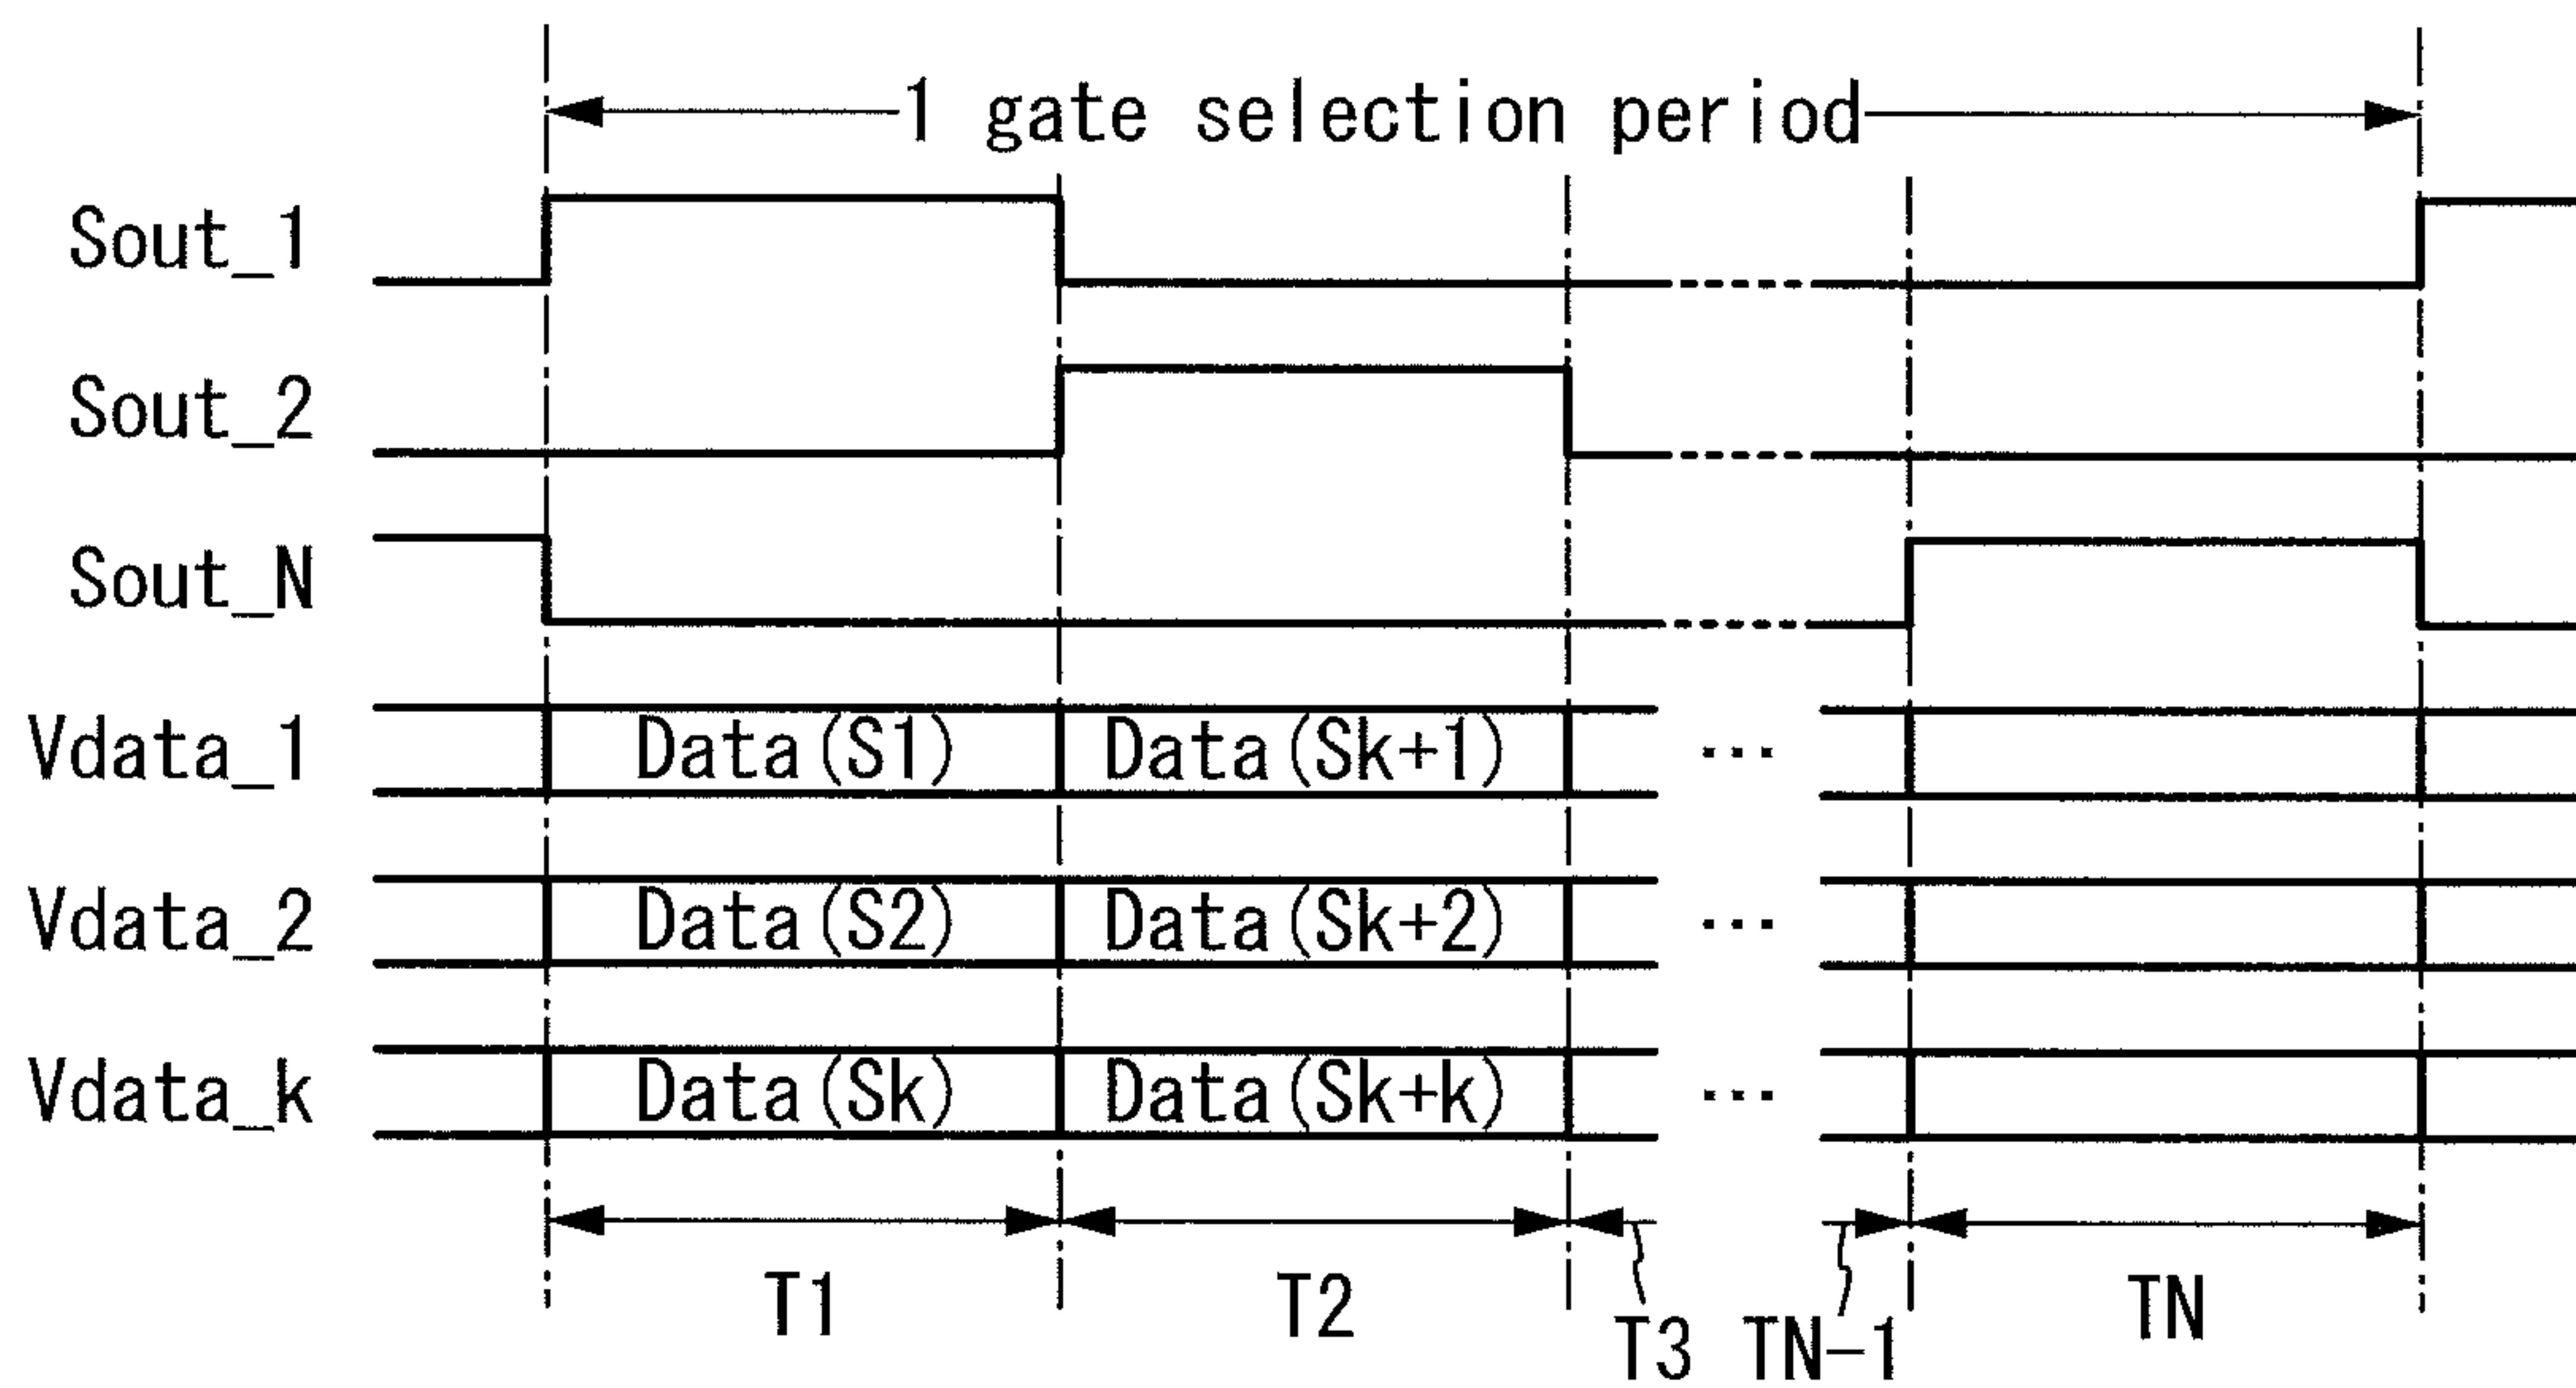 1 gate selection period
Sout_1
Sout_2
Sout_N
Vdata_1 Data(S1) Data(Sk+1) ...
Vdata_2 Data(S2) Data(Sk+2) ...
Vdata_k Data(Sk) Data(Sk+k) ...
T1 T2 T3 TN-1 TN